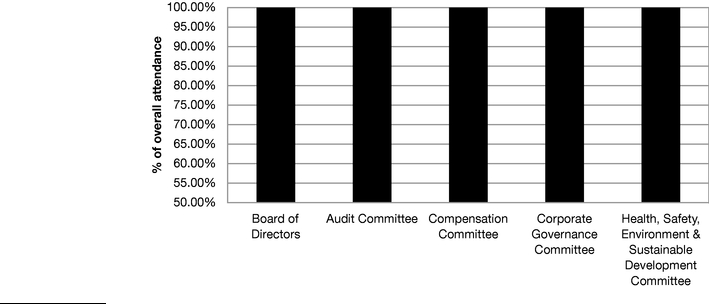 % of overall attendance
100.00%
95.00%
90.00%
85.00%
80.00%
75.00%
70.00%
65.00%
60.00%
55.00%
50.00%
Board of
Directors
Audit Committee
Compensation
Committee
Corporate
Governance
Committee
Health, Safety,
Environment &
Sustainable
Development
Committee